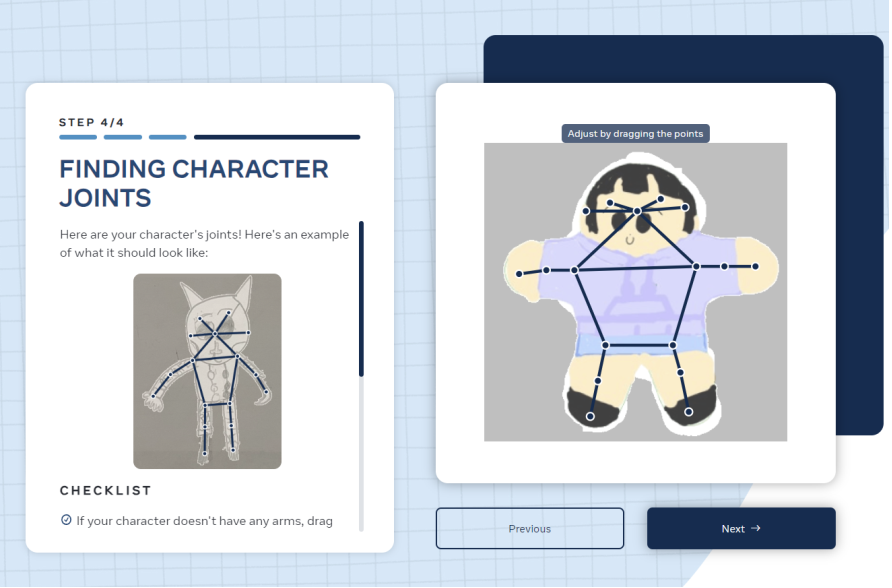 STEP 4/4
FINDING CHARACTER
JOINTS
Here are your character's joints! Here's an example
of what it should look like:
CHECKLIST
If your character doesn't have any arms, drag
Adjust by dragging the points
Previous
Next →